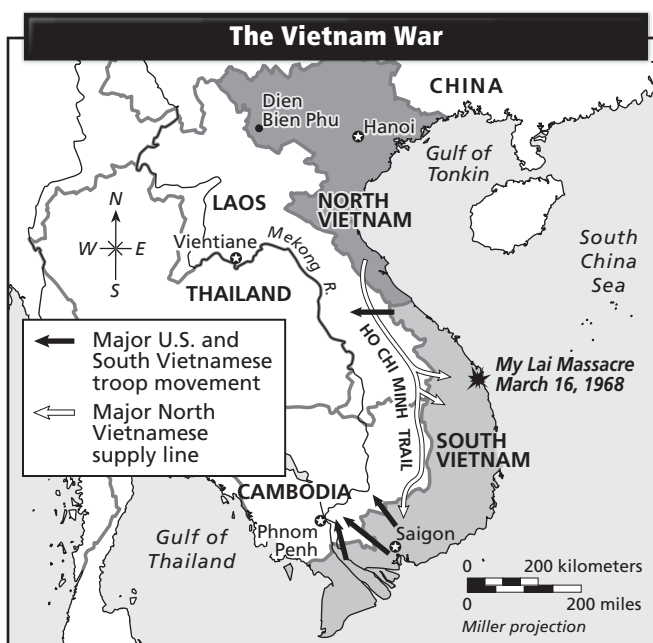 The Vietnam War
CHINA
Dien
Bien Phu
Hanoi
Gulf of
Tonkin
LAOS
NORTH
VIETNAM
N
W
E
S
Vientiane
Mekong R.
South
China
Sea
THAILAND
Major U.S. and
South Vietnamese
troop movement
Major North
Vietnamese
supply line
HO CHI MINH TRAIL
My Lai Massacre
March 16, 1968
SOUTH
VIETNAM
CAMBODIA
Phnom
Penh
Saigon
Gulf of
Thailand
0 200 kilometers
0 200 miles
Miller projection